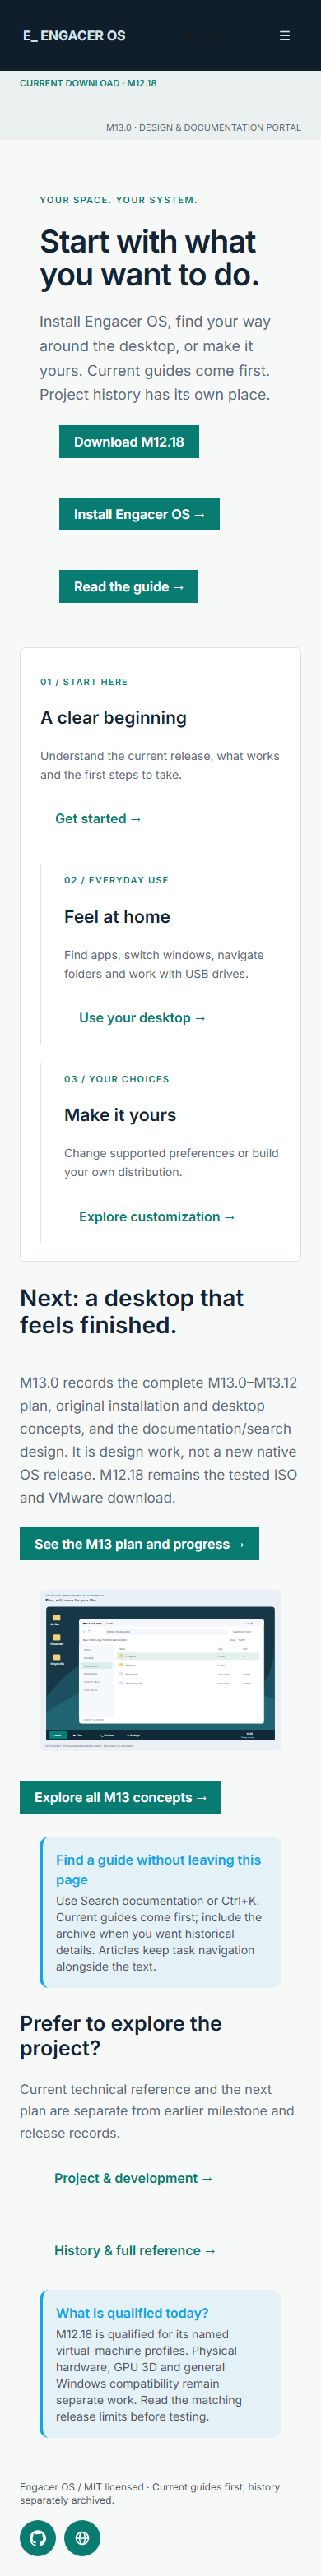 E_ ENGACER OS
☰
CURRENT DOWNLOAD · M12.18
M13.0 · DESIGN & DOCUMENTATION PORTAL
YOUR SPACE. YOUR SYSTEM.
Start with what
you want to do.
Install Engacer OS, find your way
around the desktop, or make it
yours. Current guides come first.
Project history has its own place.
Download M12.18
Install Engacer OS →
Read the guide →
01 / START HERE
A clear beginning
Understand the current release, what works
and the first steps to take.
Get started →
02 / EVERYDAY USE
Feel at home
Find apps, switch windows, navigate
folders and work with USB drives.
Use your desktop →
03 / YOUR CHOICES
Make it yours
Change supported preferences or build
your own distribution.
Explore customization →
Next: a desktop that
feels finished.
M13.0 records the complete M13.0–M13.12
plan, original installation and desktop
concepts, and the documentation/search
design. It is design work, not a new native
OS release. M12.18 remains the tested ISO
and VMware download.
See the M13 plan and progress →
Explore all M13 concepts →
Find a guide without leaving this
page
Use Search documentation or Ctrl+K.
Current guides come first; include the
archive when you want historical
details. Articles keep task navigation
alongside the text.
Prefer to explore the
project?
Current technical reference and the next
plan are separate from earlier milestone and
release records.
Project & development →
History & full reference →
What is qualified today?
M12.18 is qualified for its named
virtual-machine profiles. Physical
hardware, GPU 3D and general
Windows compatibility remain
separate work. Read the matching
release limits before testing.
Engacer OS / MIT licensed · Current guides first, history
separately archived.